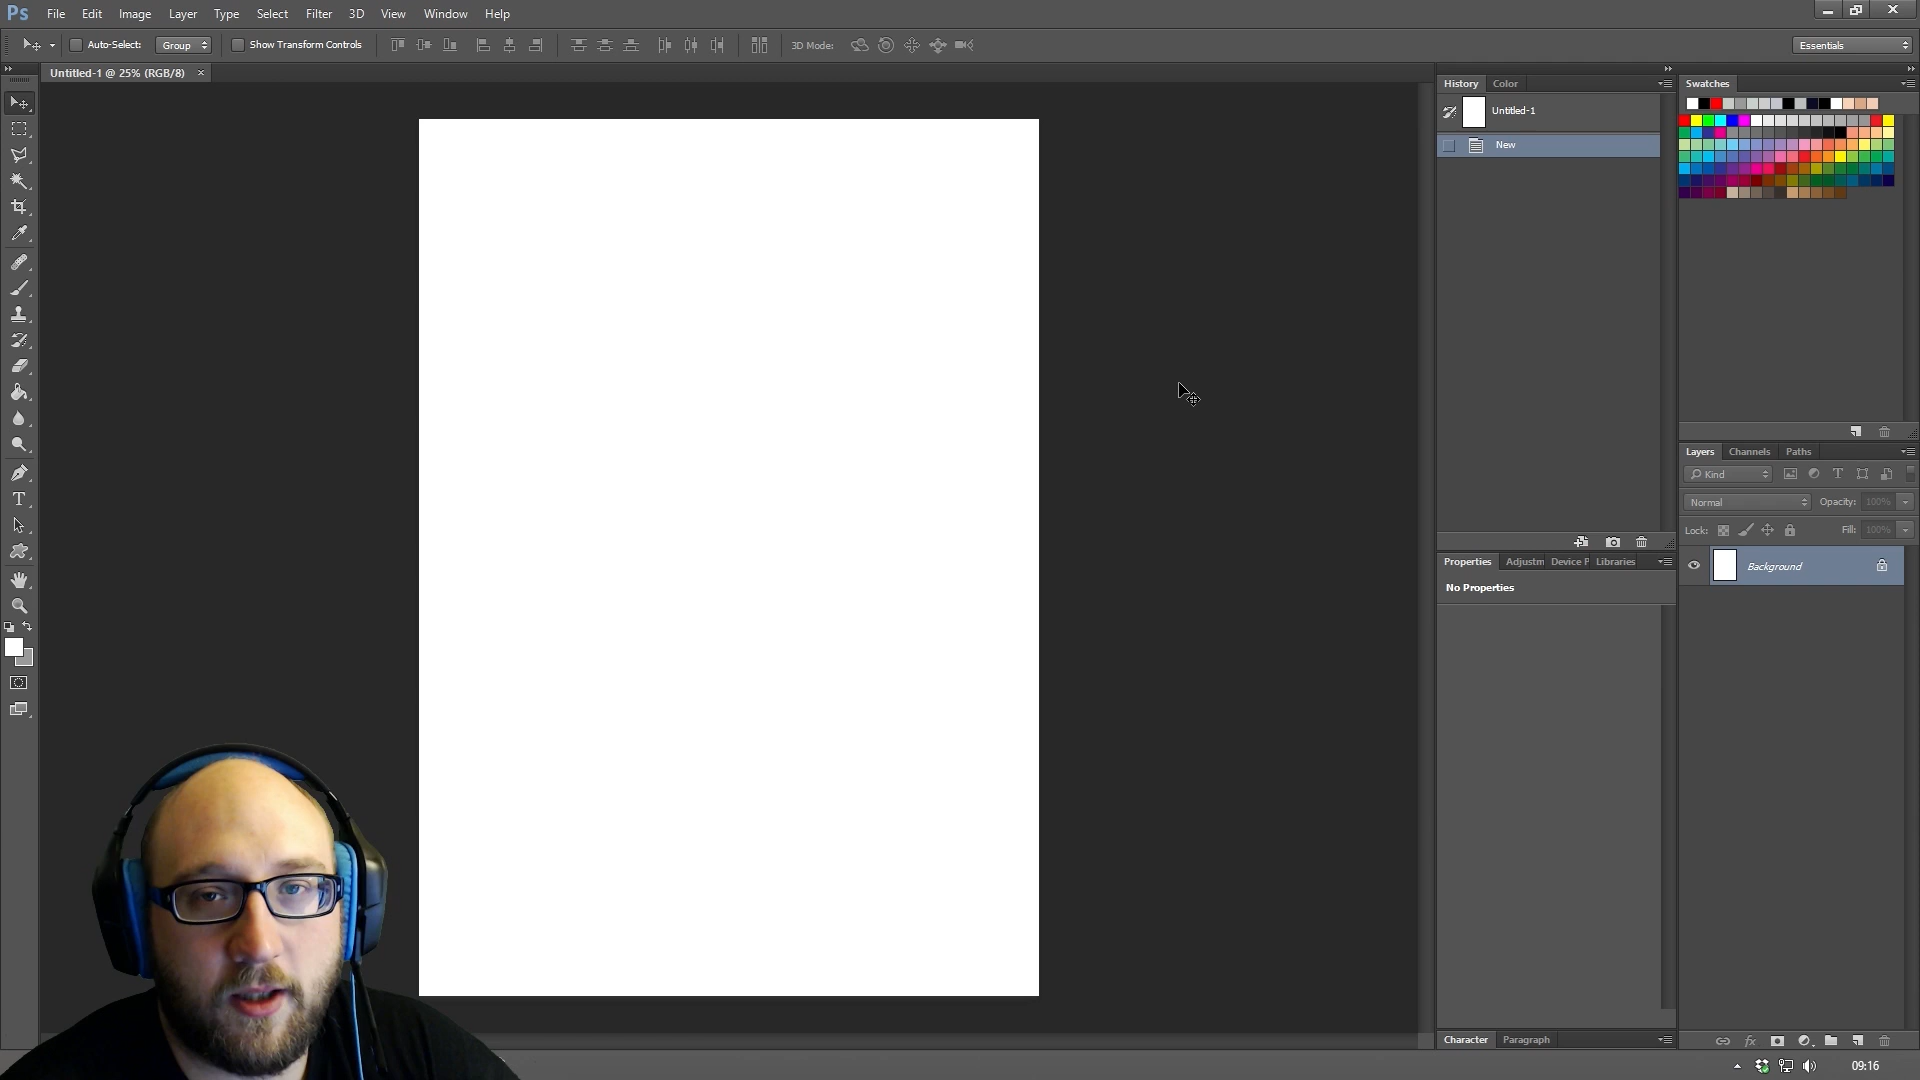 Ps File Edit Image Layer Type Select Filter 3D View Window Help
Auto-Select: Group Show Transform Controls 3D Mode: Essentials
Untitled-1 @ 25% (RGB/8) ×
History Color
Untitled-1
New
Swatches
Layers Channels Paths
Kind
Normal Opacity: 100%
Lock: Fill: 100%
Background
Properties Adjustm Device P Libraries
No Properties
Character Paragraph
09:16